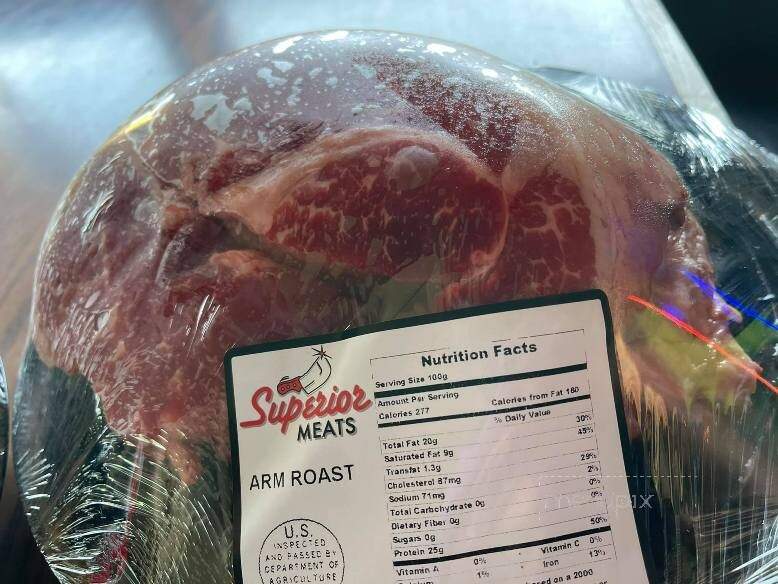 Superior
MEATS
ARM ROAST
U.S.
INSPECTED
AND PASSED BY
DEPARTMENT OF
AGRICULTURE
Nutrition Facts
Serving Size 100g
Amount Per Serving
Calories 277 Calories from Fat 180
% Daily Value
Total Fat 20g 30%
Saturated Fat 9g 45%
Transfat 1.3g
Cholesterol 87mg 29%
Sodium 71mg 2%
Total Carbohydrate 0g 0%
Dietary Fiber 0g 0%
Sugars 0g
Protein 25g 50%
Vitamin A 0% · Vitamin C 0%
1% · Iron 13%
based on a 2000